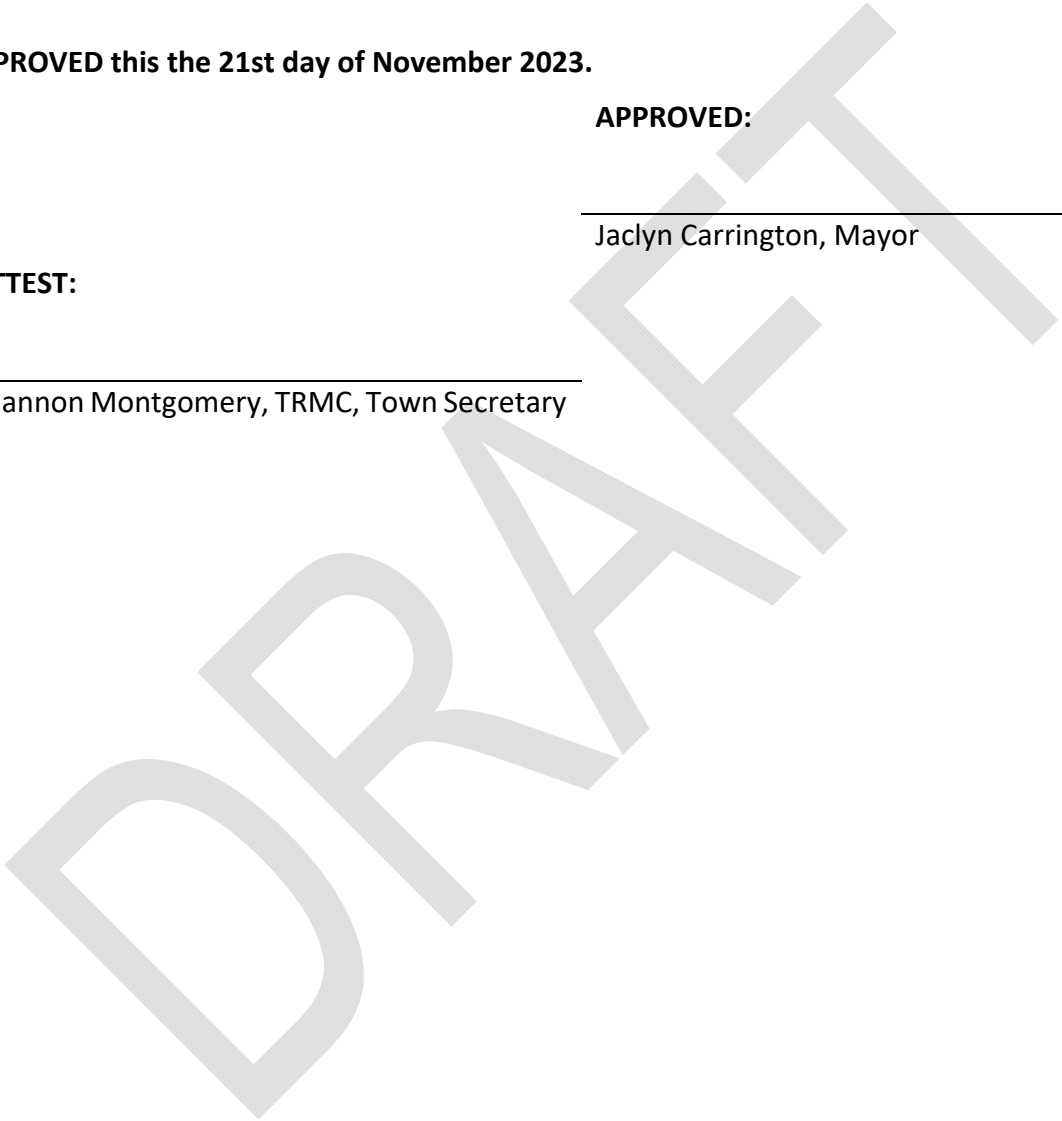 PROVED this the 21st day of November 2023.
APPROVED:
Jaclyn Carrington, Mayor
TTEST:
annon Montgomery, TRMC, Town Secretary
DRAFT